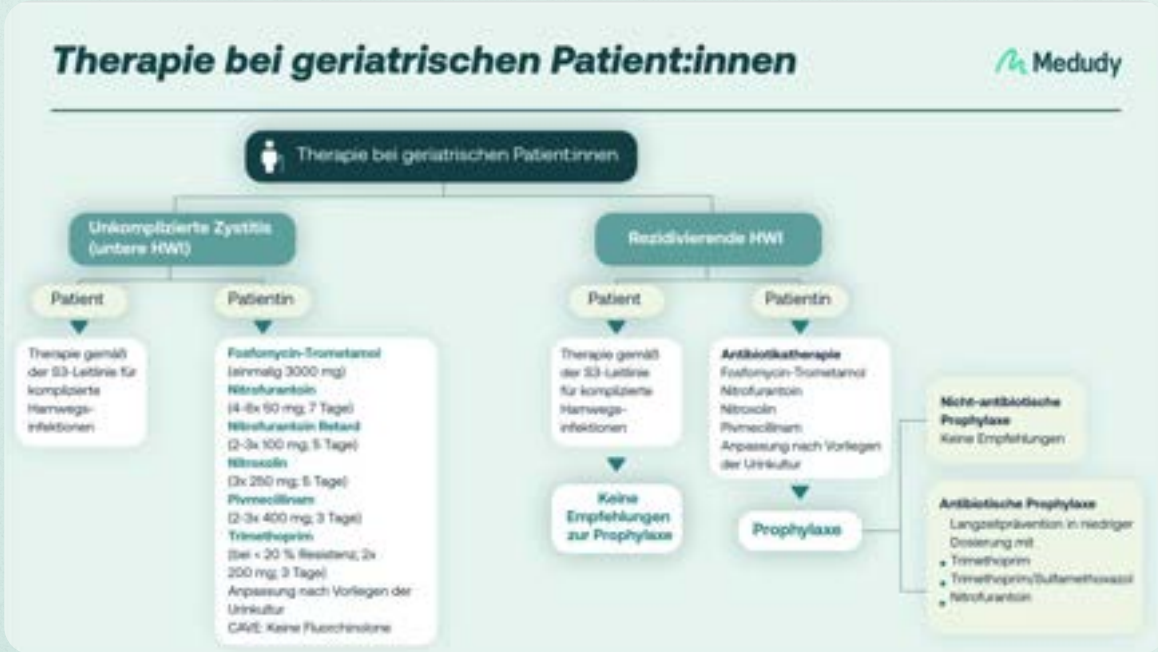 Therapie bei geriatrischen Patient:innen
Medudy
Therapie bei geriatrischen Patient:innen
Unkomplizierte Zystitis
(untere HWI)
Patient
Therapie gemäß
der S3-Leitlinie für
komplizierte
Harnwegs-
infektionen
Patientin
Fosfomycin-Trometamol
(einmalig 3000 mg)
Nitrofurantoin
(4-6x 50 mg; 7 Tage)
Nitrofurantoin Retard
(2-3x 100 mg; 5 Tage)
Nitroxolin
(3x 250 mg; 5 Tage)
Pivmecillinam
(2-3x 400 mg; 3 Tage)
Trimethoprim
(bei < 20 % Resistenz; 2x
200 mg; 3 Tage)
Anpassung nach Vorliegen der
Urinkultur
CAVE: Keine Fluorchinolone
Rezidivierende HWI
Patient
Therapie gemäß
der S3-Leitlinie
für komplizierte
Harnwegs-
infektionen
Keine
Empfehlungen
zur Prophylaxe
Patientin
Antibiotikatherapie
Fosfomycin-Trometamol
Nitrofurantoin
Nitroxolin
Pivmecillinam
Anpassung nach Vorliegen
der Urinkultur
Prophylaxe
Nicht-antibiotische
Prophylaxe
Keine Empfehlungen
Antibiotische Prophylaxe
Langzeitprävention in niedriger
Dosierung mit
• Trimethoprim
• Trimethoprim/Sulfamethoxazol
• Nitrofurantoin